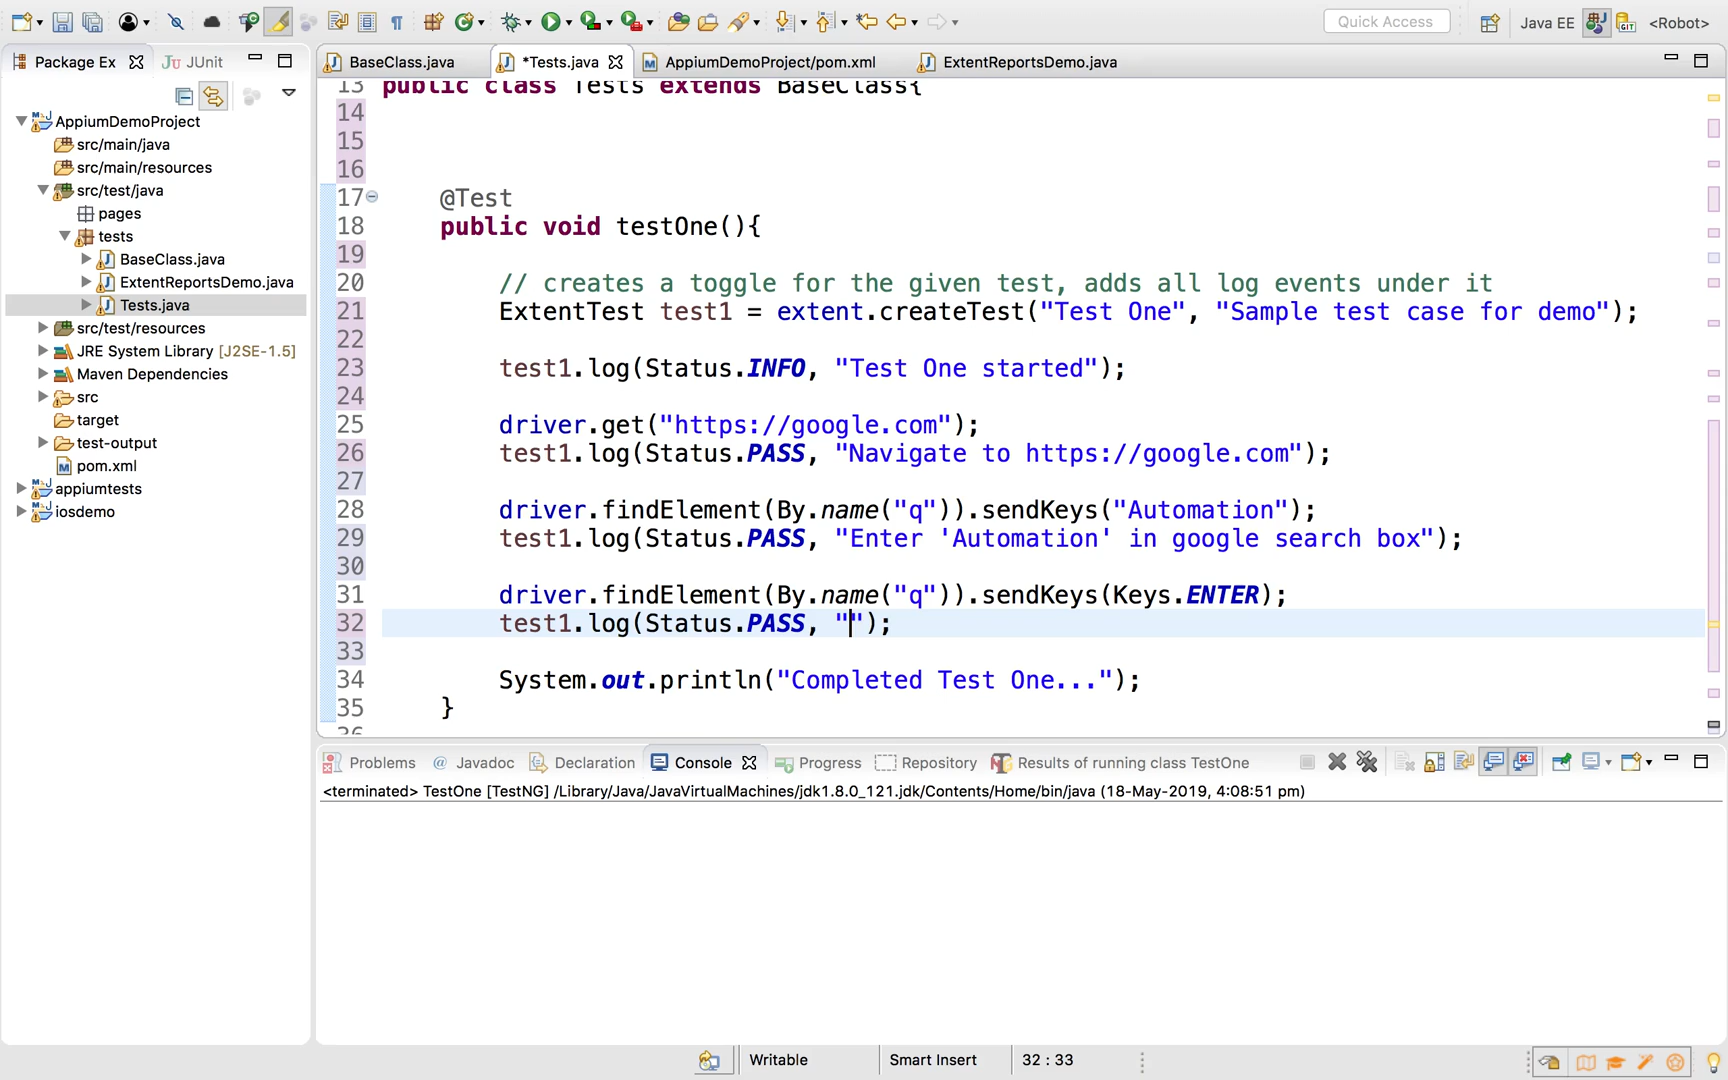 Quick Access
Java EE
<Robot>
Package Ex
JUnit
BaseClass.java
*Tests.java
AppiumDemoProject/pom.xml
ExtentReportsDemo.java
AppiumDemoProject
src/main/java
src/main/resources
src/test/java
pages
tests
BaseClass.java
ExtentReportsDemo.java
Tests.java
src/test/resources
JRE System Library [J2SE-1.5]
Maven Dependencies
src
target
test-output
pom.xml
appiumtests
iosdemo
13 public class Tests extends BaseClass{
14
15
16
17 @Test
18 public void testOne(){
19
20 // creates a toggle for the given test, adds all log events under it
21 ExtentTest test1 = extent.createTest("Test One", "Sample test case for demo");
22
23 test1.log(Status.INFO, "Test One started");
24
25 driver.get("https://google.com");
26 test1.log(Status.PASS, "Navigate to https://google.com");
27
28 driver.findElement(By.name("q")).sendKeys("Automation");
29 test1.log(Status.PASS, "Enter 'Automation' in google search box");
30
31 driver.findElement(By.name("q")).sendKeys(Keys.ENTER);
32 test1.log(Status.PASS, "");
33
34 System.out.println("Completed Test One...");
35 }
36
Problems
@ Javadoc
Declaration
Console
Progress
Repository
Results of running class TestOne
<terminated> TestOne [TestNG] /Library/Java/JavaVirtualMachines/jdk1.8.0_121.jdk/Contents/Home/bin/java (18-May-2019, 4:08:51 pm)
Writable
Smart Insert
32 : 33